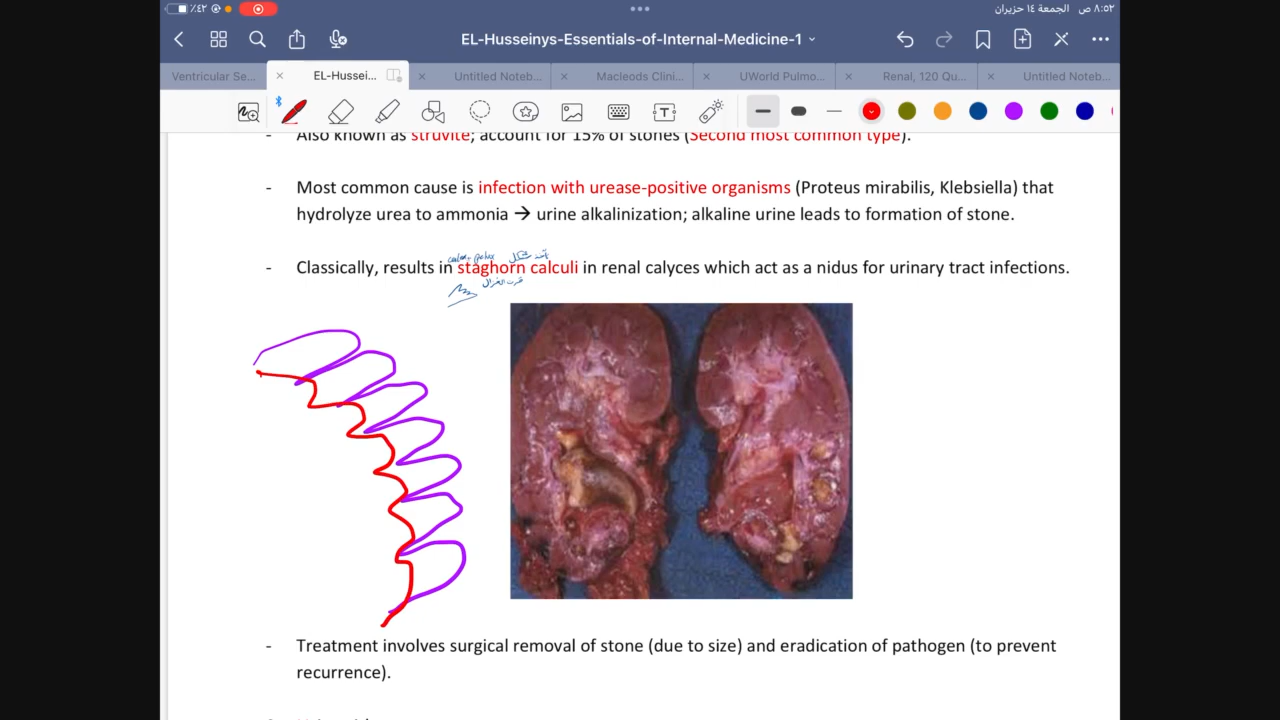 ٪٤٢
الجمعة ١٤ حزيران
٨:٥٢ ص
EL-Husseinys-Essentials-of-Internal-Medicine-1
Ventricular Se...
EL-Hussei...
Untitled Noteb...
Macleods Clini...
UWorld Pulmo...
Renal, 120 Qu...
Untitled Noteb...
- Also known as struvite; account for 15% of stones (Second most common type).
- Most common cause is infection with urease-positive organisms (Proteus mirabilis, Klebsiella) that
hydrolyze urea to ammonia → urine alkalinization; alkaline urine leads to formation of stone.
- Classically, results in staghorn calculi in renal calyces which act as a nidus for urinary tract infections.
- Treatment involves surgical removal of stone (due to size) and eradication of pathogen (to prevent
recurrence).